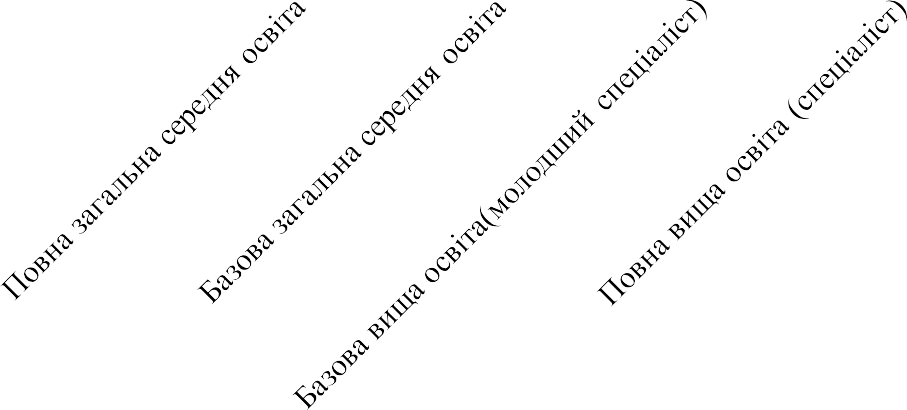 Повна загальна середня освіта
Базова загальна середня освіта
Базова вища освіта(молодший спеціаліст)
Повна вища освіта (спеціаліст)